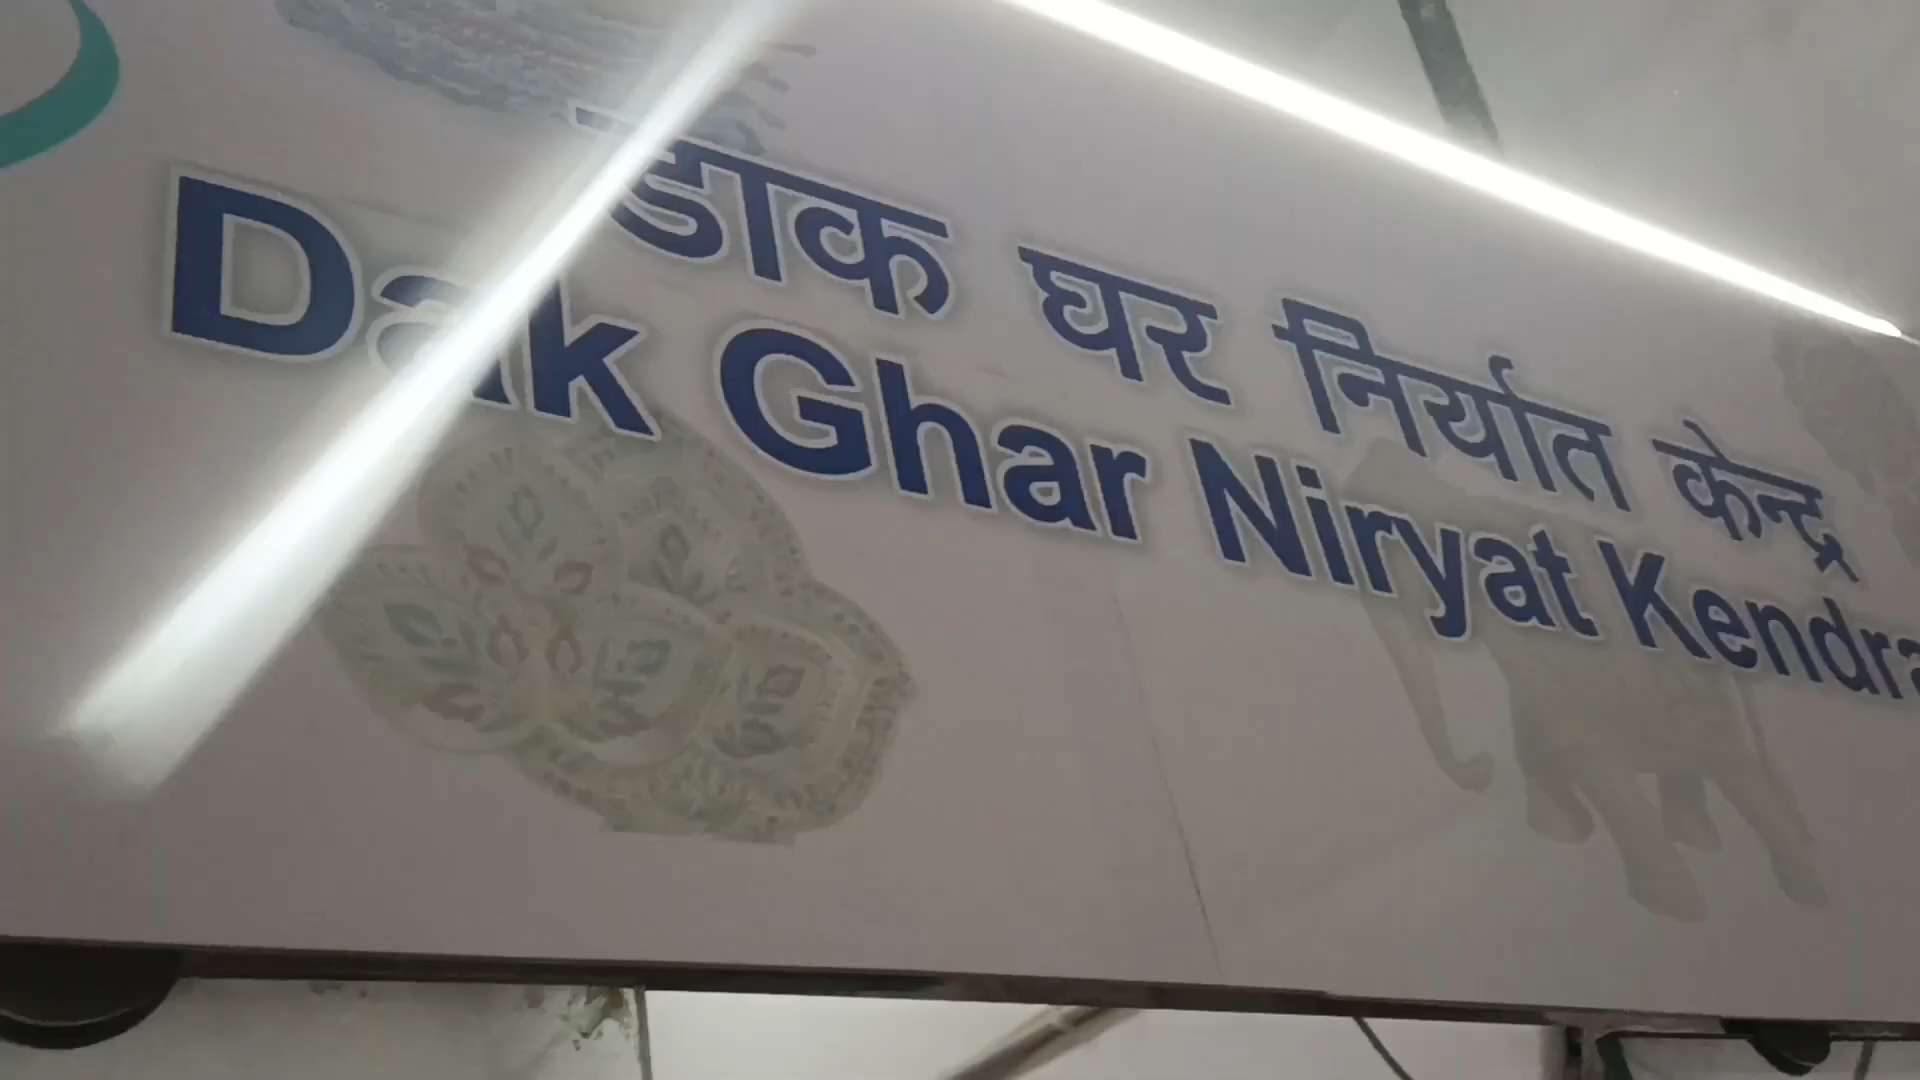 डाक घर निर्यात केन्द्र
Dak Ghar Niryat Kendra